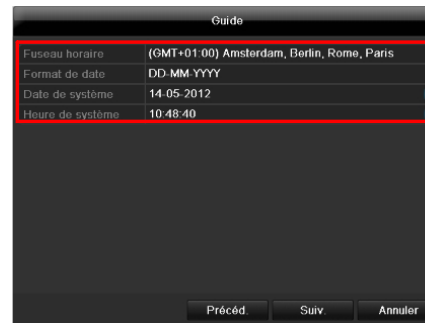 Guide
Fuseau horaire (GMT+01:00) Amsterdam, Berlin, Rome, Paris
Format de date DD-MM-YYYY
Date de système 14-05-2012
Heure de système 10:48:40
Précéd. Suiv. Annuler